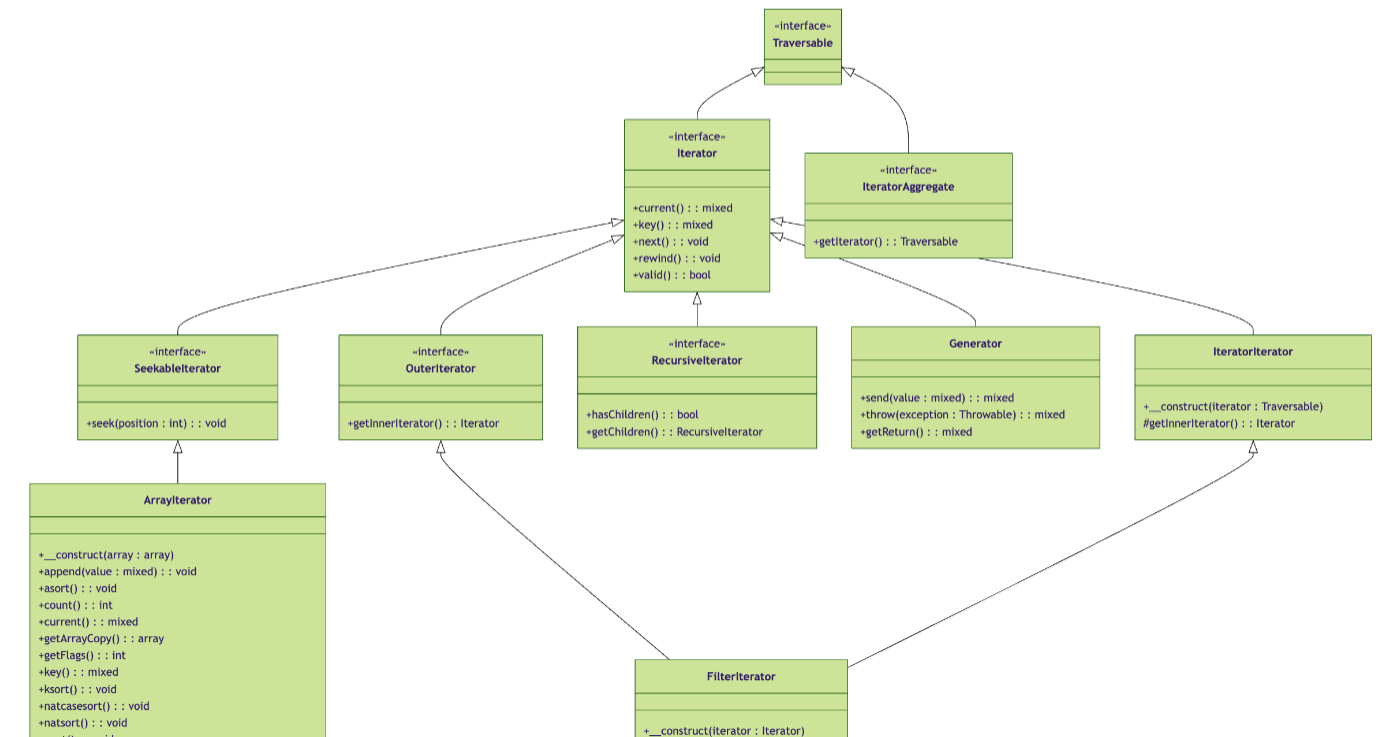 «interface»
Traversable
«interface»
Iterator
+current() : : mixed
+key() : : mixed
+next() : : void
+rewind() : : void
+valid() : : bool
«interface»
IteratorAggregate
+getIterator() : : Traversable
«interface»
SeekableIterator
+seek(position : int) : : void
«interface»
OuterIterator
+getInnerIterator() : : Iterator
«interface»
RecursiveIterator
+hasChildren() : : bool
+getChildren() : : RecursiveIterator
Generator
+send(value : mixed) : : mixed
+throw(exception : Throwable) : : mixed
+getReturn() : : mixed
IteratorIterator
+__construct(iterator : Traversable)
#getInnerIterator() : : Iterator
ArrayIterator
+__construct(array : array)
+append(value : mixed) : : void
+asort() : : void
+count() : : int
+current() : : mixed
+getArrayCopy() : : array
+getFlags() : : int
+key() : : mixed
+ksort() : : void
+natcasesort() : : void
+natsort() : : void
FilterIterator
+__construct(iterator : Iterator)